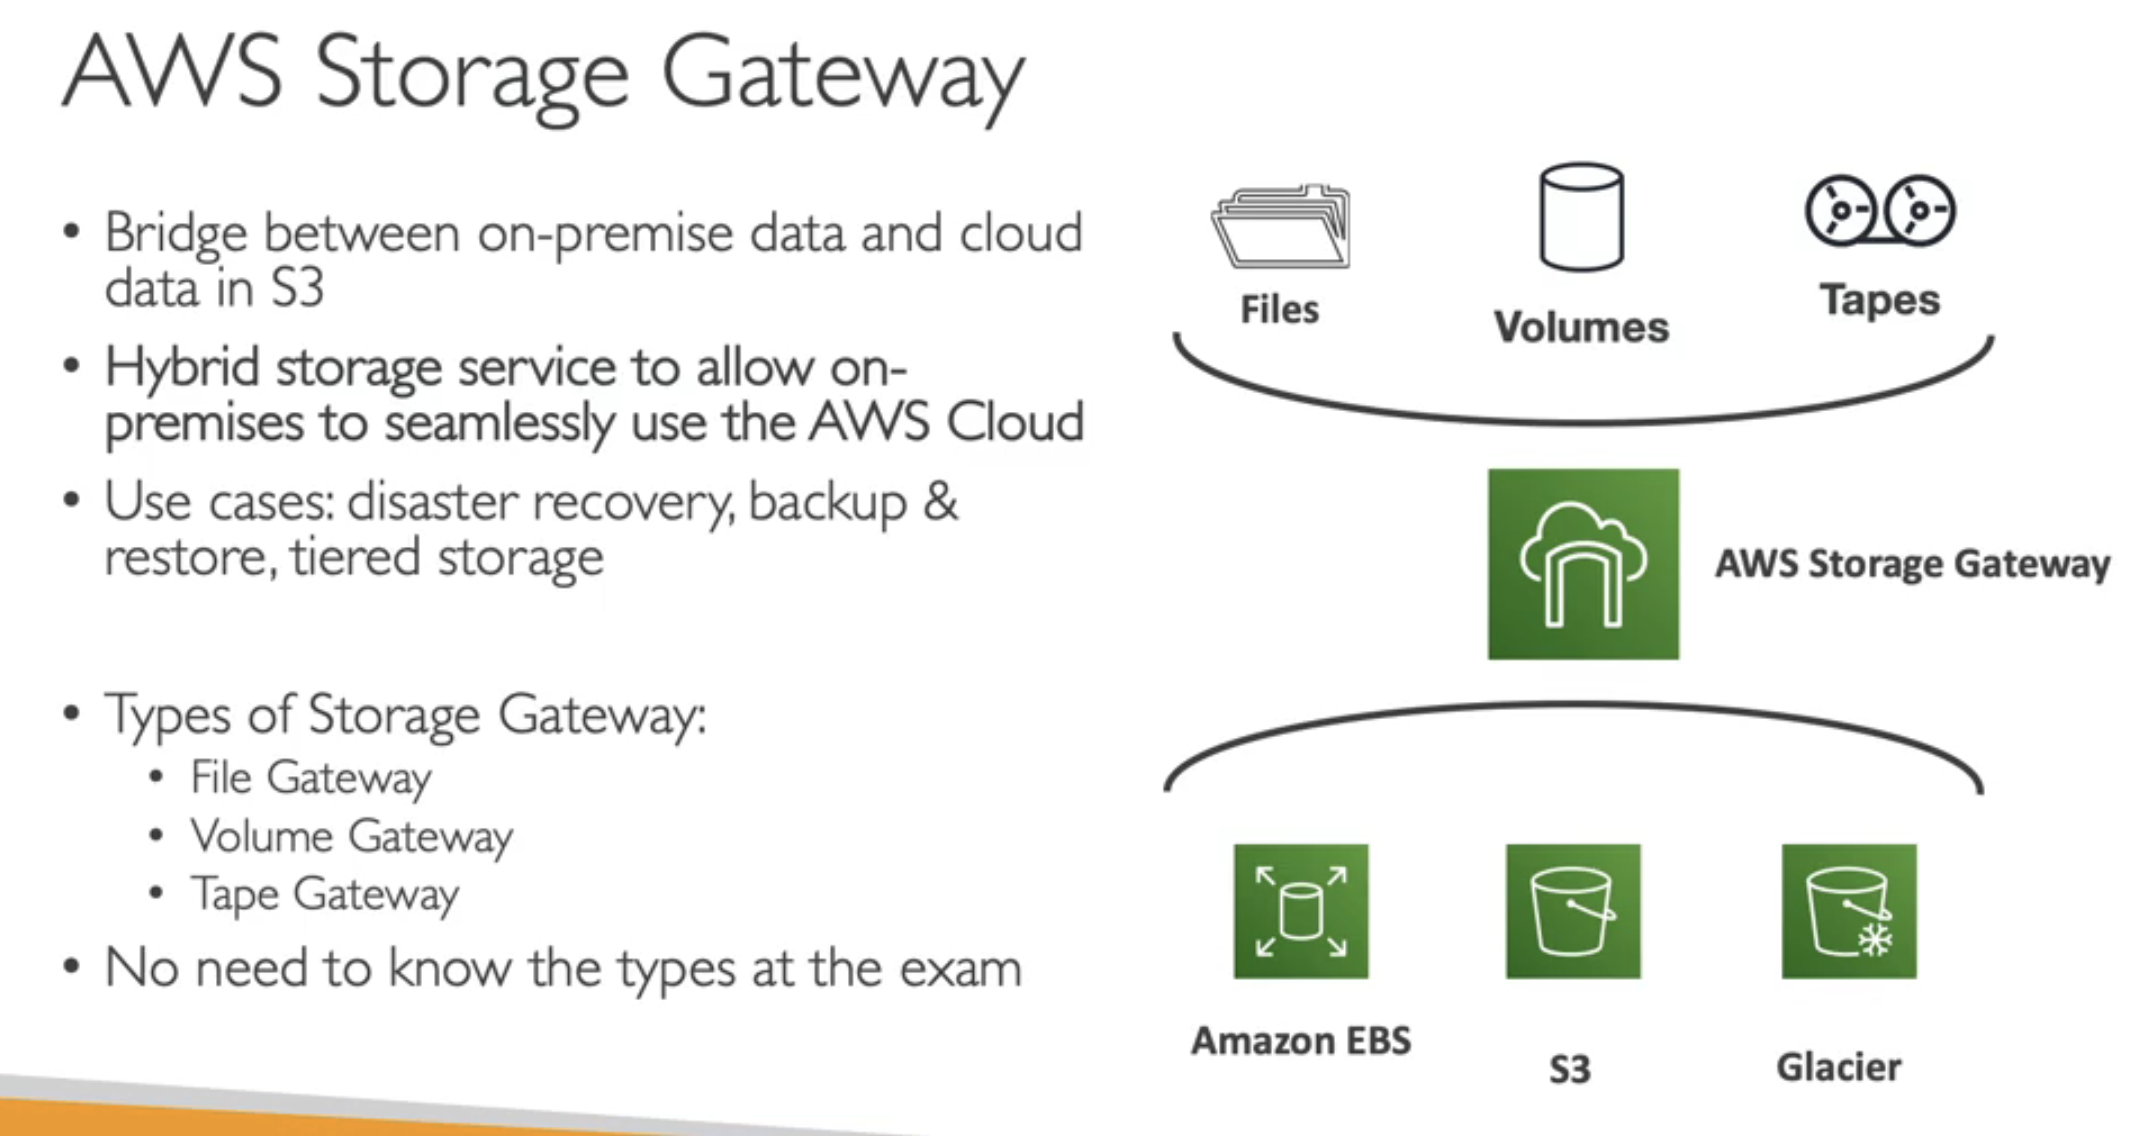 AWS Storage Gateway
• Bridge between on-premise data and cloud
data in S3
• Hybrid storage service to allow on-
premises to seamlessly use the AWS Cloud
• Use cases: disaster recovery, backup &
restore, tiered storage
• Types of Storage Gateway:
• File Gateway
• Volume Gateway
• Tape Gateway
• No need to know the types at the exam
Files
Volumes
Tapes
AWS Storage Gateway
Amazon EBS
S3
Glacier